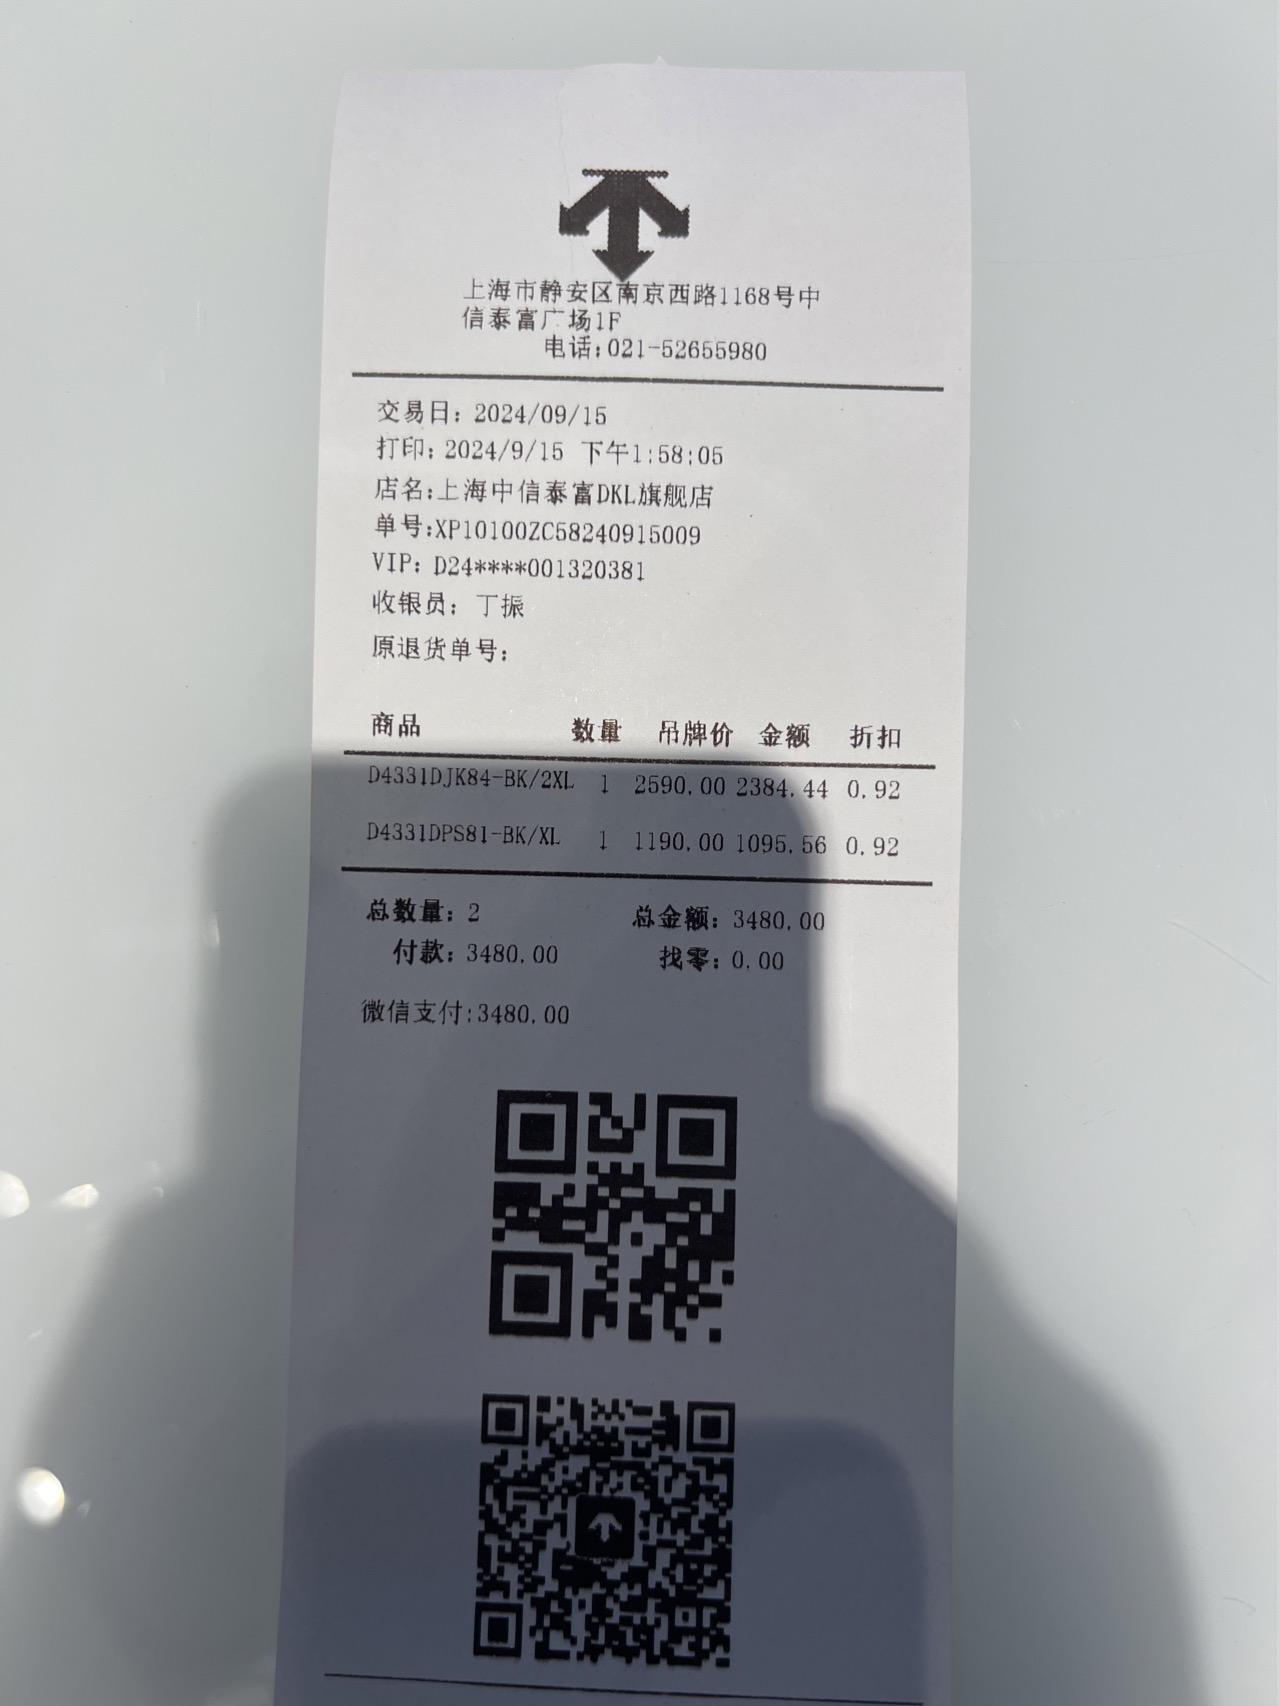 上海市静安区南京西路1168号中
信泰富广场1F
电话:021-52655980
交易日: 2024/09/15
打印: 2024/9/15 下午1:58:05
店名:上海中信泰富DKL旗舰店
单号:XP10100ZC58240915009
VIP: D24****001320381
收银员: 丁振
原退货单号:
商品 数量 吊牌价 金额 折扣
D4331DJK84-BK/2XL 1 2590.00 2384.44 0.92
D4331DPS81-BK/XL 1 1190.00 1095.56 0.92
总数量: 2 总金额: 3480.00
付款: 3480.00 找零: 0.00
微信支付:3480.00